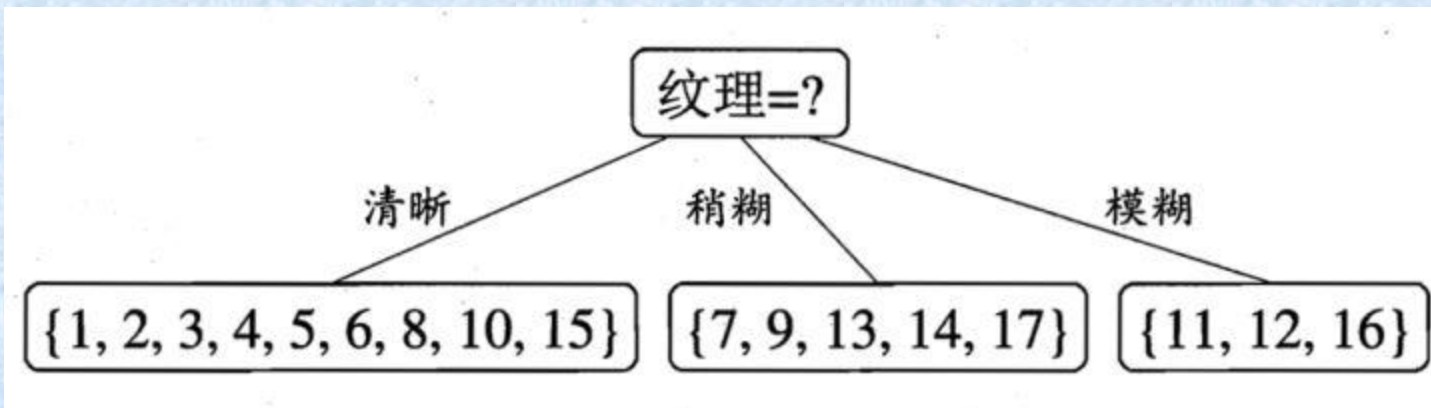 纹理=?
清晰 稍糊 模糊
{1, 2, 3, 4, 5, 6, 8, 10, 15} {7, 9, 13, 14, 17} {11, 12, 16}